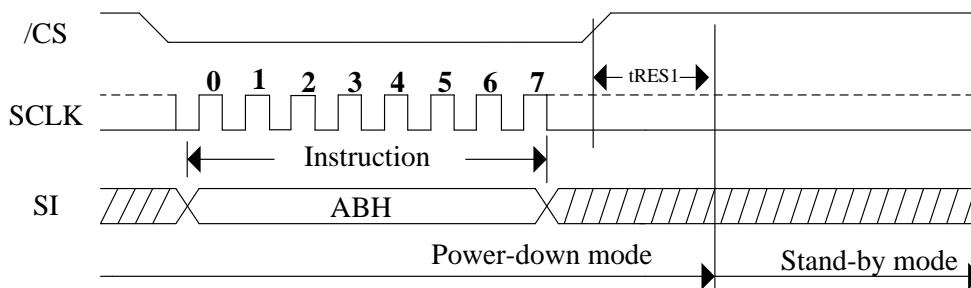 /CS
tRES1
0 1 2 3 4 5 6 7
SCLK
Instruction
SI
ABH
Power-down mode
Stand-by mode